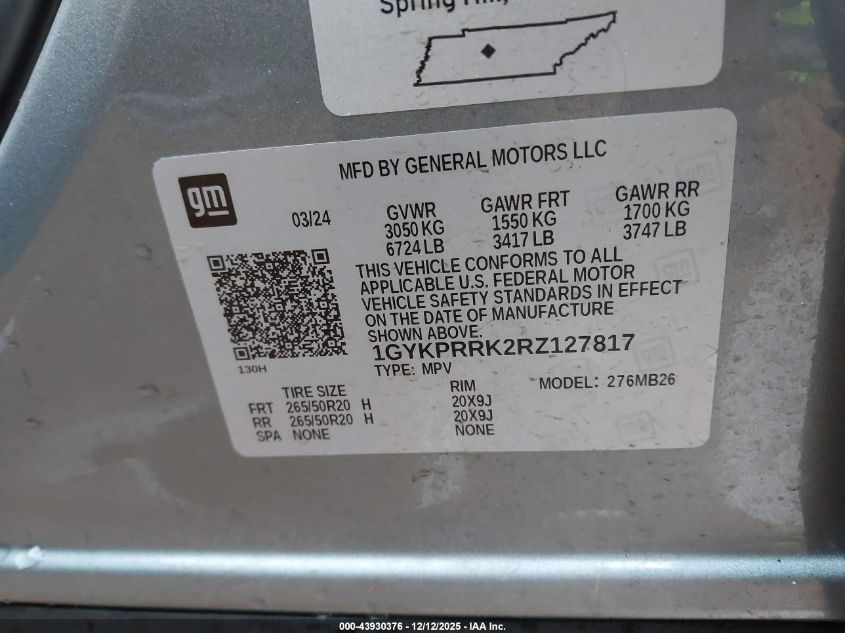 Spring Hill,
MFD BY GENERAL MOTORS LLC
gm
03/24
GVWR
3050 KG
6724 LB
GAWR FRT
1550 KG
3417 LB
GAWR RR
1700 KG
3747 LB
THIS VEHICLE CONFORMS TO ALL
APPLICABLE U.S. FEDERAL MOTOR
VEHICLE SAFETY STANDARDS IN EFFECT
ON THE DATE OF MANUFACTURE
SHOWN ABOVE.
1GYKPRRK2RZ127817
TYPE: MPV
130H
MODEL: 276MB26
TIRE SIZE RIM
FRT 265/50R20 H 20X9J
RR 265/50R20 H 20X9J
SPA NONE NONE
000-43930376 - 12/12/2025 - IAA Inc.